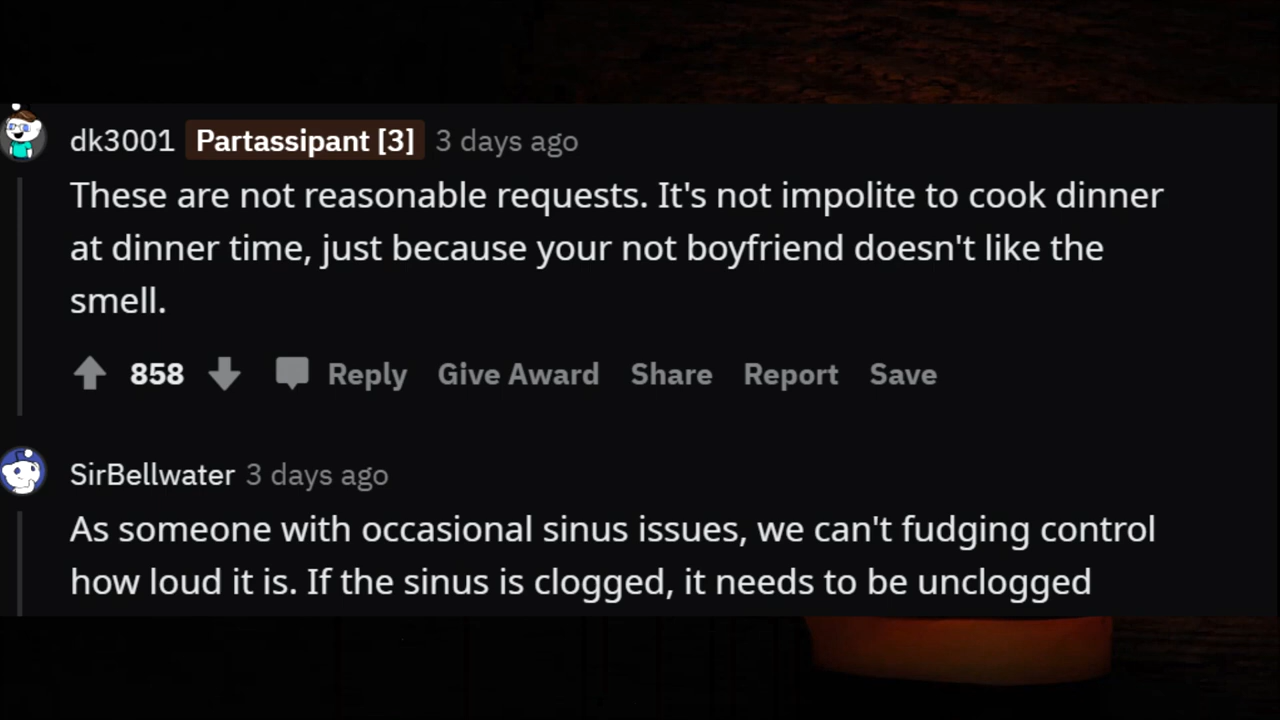 dk3001 Partassipant [3] 3 days ago
These are not reasonable requests. It's not impolite to cook dinner
at dinner time, just because your not boyfriend doesn't like the
smell.
858 Reply Give Award Share Report Save
SirBellwater 3 days ago
As someone with occasional sinus issues, we can't fudging control
how loud it is. If the sinus is clogged, it needs to be unclogged